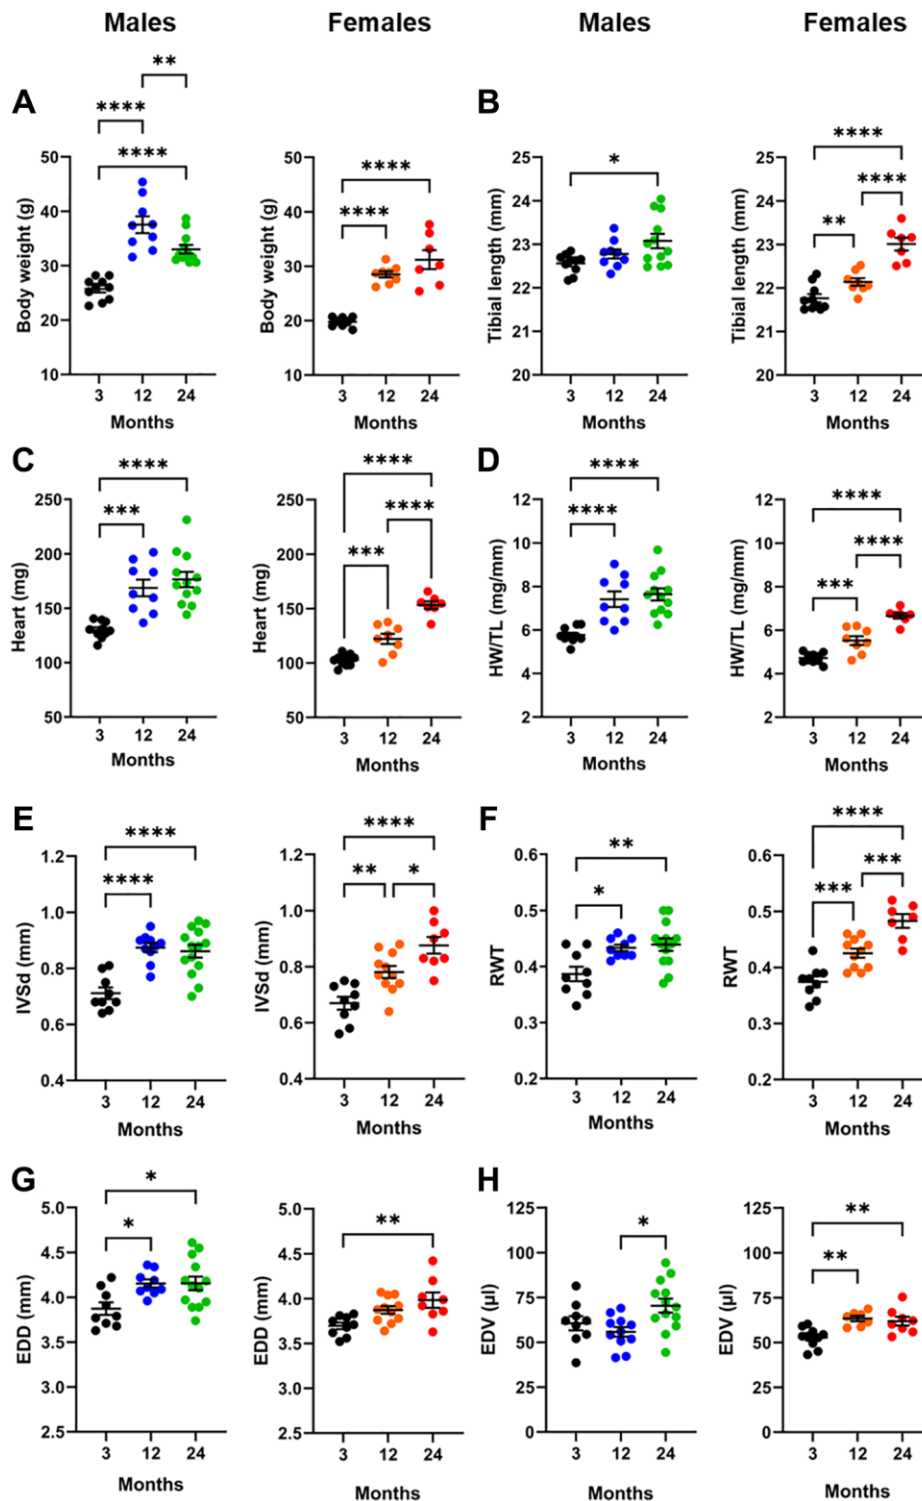 Males Females Males Females
A B
** **** ****
Body weight (g) 50 40 30 20 10 3 12 24 Months
**** ****
Body weight (g) 50 40 30 20 10 3 12 24 Months
*
Tibial length (mm) 25 24 23 22 21 20 3 12 24 Months
**** **** **
Tibial length (mm) 25 24 23 22 21 20 3 12 24 Months
C D
**** ***
Heart (mg) 250 200 150 100 50 3 12 24 Months
**** **** ***
Heart (mg) 250 200 150 100 50 3 12 24 Months
**** ****
HW/TL (mg/mm) 12 10 8 6 4 2 3 12 24 Months
**** **** ***
HW/TL (mg/mm) 12 10 8 6 4 2 3 12 24 Months
E F
**** ****
IVSd (mm) 1.2 1.0 0.8 0.6 0.4 3 12 24 Months
**** ** *
IVSd (mm) 1.2 1.0 0.8 0.6 0.4 3 12 24 Months
** *
RWT 0.6 0.5 0.4 0.3 0.2 3 12 24 Months
**** *** ***
RWT 0.6 0.5 0.4 0.3 0.2 3 12 24 Months
G H
* *
EDD (mm) 5.0 4.5 4.0 3.5 3.0 2.5 3 12 24 Months
**
EDD (mm) 5.0 4.5 4.0 3.5 3.0 2.5 3 12 24 Months
*
EDV (µl) 125 100 75 50 25 0 3 12 24 Months
** **
EDV (µl) 125 100 75 50 25 0 3 12 24 Months